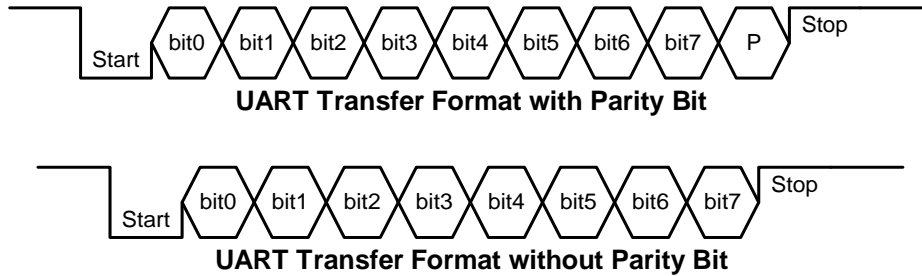 Start bit0 bit1 bit2 bit3 bit4 bit5 bit6 bit7 P Stop
UART Transfer Format with Parity Bit
Start bit0 bit1 bit2 bit3 bit4 bit5 bit6 bit7 Stop
UART Transfer Format without Parity Bit